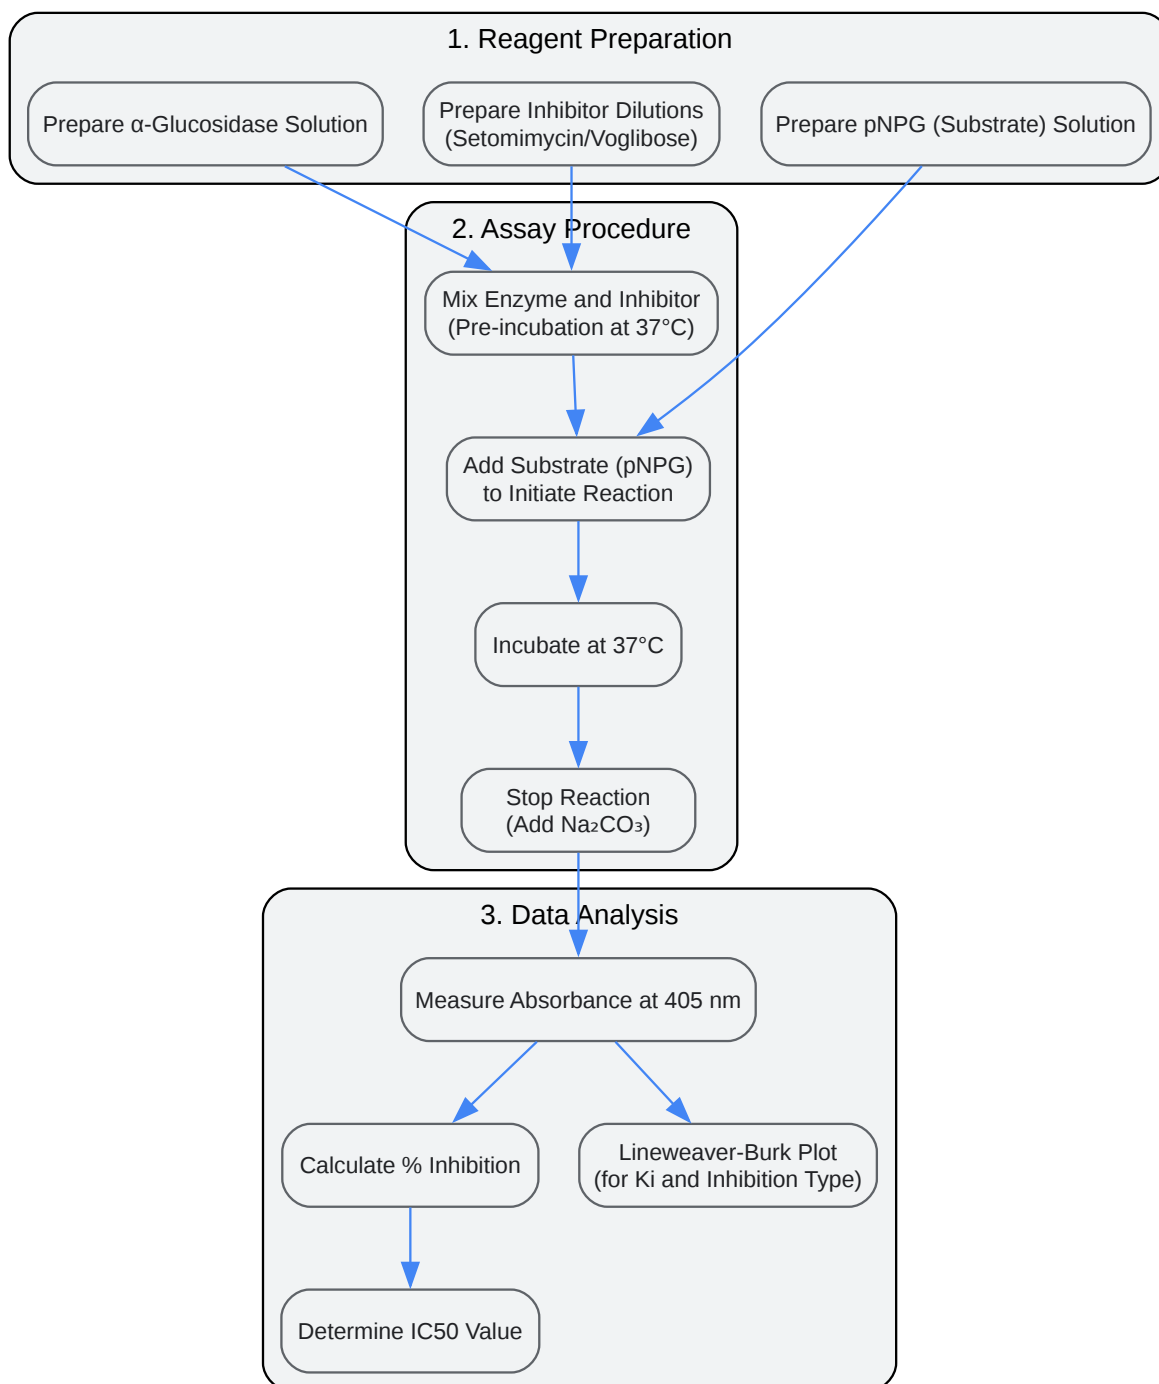 1. Reagent Preparation
Prepare α-Glucosidase Solution
Prepare Inhibitor Dilutions
(Setomimycin/Voglibose)
Prepare pNPG (Substrate) Solution
2. Assay Procedure
Mix Enzyme and Inhibitor
(Pre-incubation at 37°C)
Add Substrate (pNPG)
to Initiate Reaction
Incubate at 37°C
Stop Reaction
(Add Na₂CO₃)
3. Data Analysis
Measure Absorbance at 405 nm
Calculate % Inhibition
Lineweaver-Burk Plot
(for Ki and Inhibition Type)
Determine IC50 Value